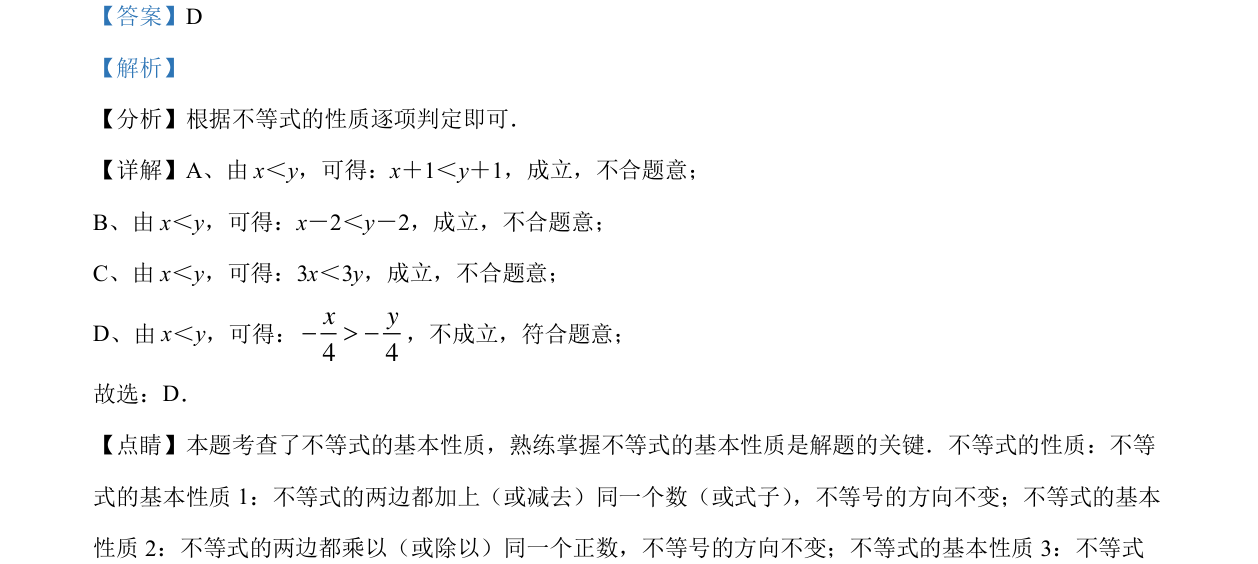 【答案】D
【解析】
【分析】根据不等式的性质逐项判定即可．
【详解】A、由 x＜y，可得：x＋1＜y＋1，成立，不合题意；
B、由 x＜y，可得：x－2＜y－2，成立，不合题意；
C、由 x＜y，可得：3x＜3y，成立，不合题意；
D、由 x＜y，可得：−x/4 > −y/4，不成立，符合题意；
故选：D．
【点睛】本题考查了不等式的基本性质，熟练掌握不等式的基本性质是解题的关键．不等式的性质：不等
式的基本性质 1：不等式的两边都加上（或减去）同一个数（或式子），不等号的方向不变；不等式的基本
性质 2：不等式的两边都乘以（或除以）同一个正数，不等号的方向不变；不等式的基本性质 3：不等式